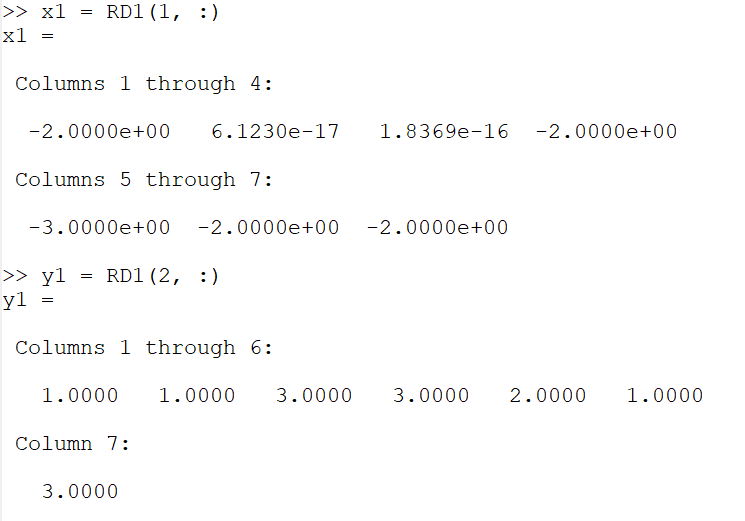 >> x1 = RD1(1, :)
x1 =
Columns 1 through 4:
-2.0000e+00 6.1230e-17 1.8369e-16 -2.0000e+00
Columns 5 through 7:
-3.0000e+00 -2.0000e+00 -2.0000e+00
>> y1 = RD1(2, :)
y1 =
Columns 1 through 6:
1.0000 1.0000 3.0000 3.0000 2.0000 1.0000
Column 7:
3.0000